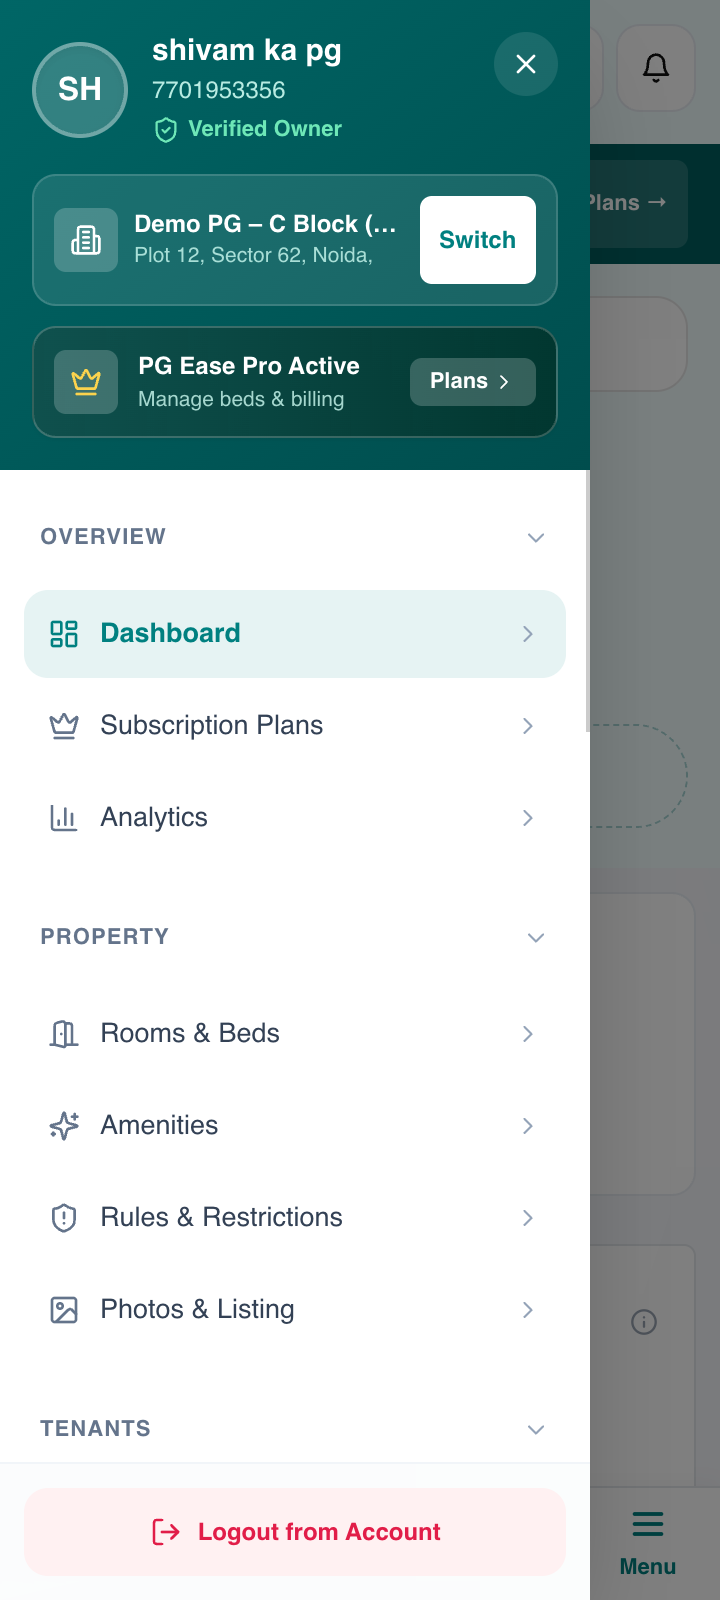 SH
shivam ka pg
7701953356
Verified Owner
Demo PG – C Block (...
Plot 12, Sector 62, Noida,
Switch
PG Ease Pro Active
Manage beds & billing
Plans
Plans →
OVERVIEW
Dashboard
Subscription Plans
Analytics
PROPERTY
Rooms & Beds
Amenities
Rules & Restrictions
Photos & Listing
TENANTS
Logout from Account
Menu